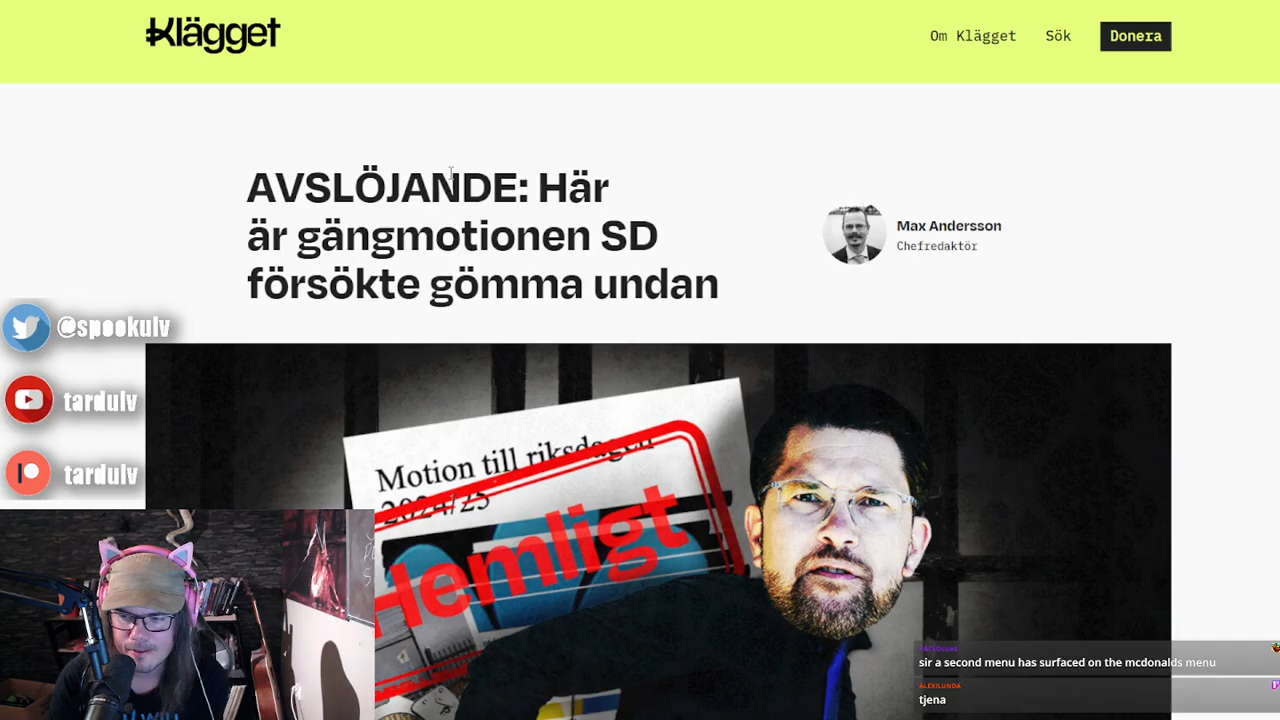 Klägget
Om Klägget
Sök
Donera
AVSLÖJANDE: Här
är gängmotionen SD
försökte gömma undan
Max Andersson
Chefredaktör
@spookulv
tardulv
tardulv
Motion till riksdagen
2024/25
Hemligt
sir a second menu has surfaced on the mcdonalds menu
ALEXILUNDA
tjena